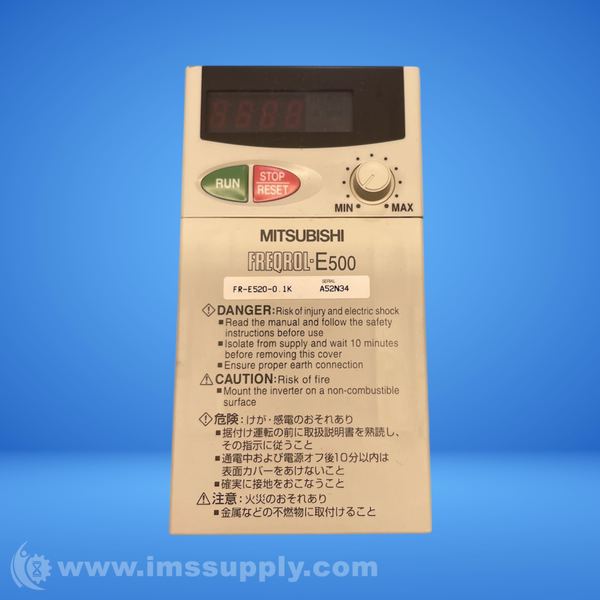 RUN
STOP
RESET
MIN MAX
MITSUBISHI
FREQROL-E500
SERIAL
FR-E520-0.1K A52N34
DANGER: Risk of injury and electric shock
■ Read the manual and follow the safety
instructions before use
■ Isolate from supply and wait 10 minutes
before removing this cover
■ Ensure proper earth connection
CAUTION: Risk of fire
■ Mount the inverter on a non-combustible
surface
危険：けが・感電のおそれあり
■ 据付け運転の前に取扱説明書を熟読し、
その指示に従うこと
■ 通電中および電源オフ後10分以内は
表面カバーをあけないこと
■ 確実に接地をおこなうこと
注意：火災のおそれあり
■ 金属などの不燃物に取付けること
© www.imssupply.com